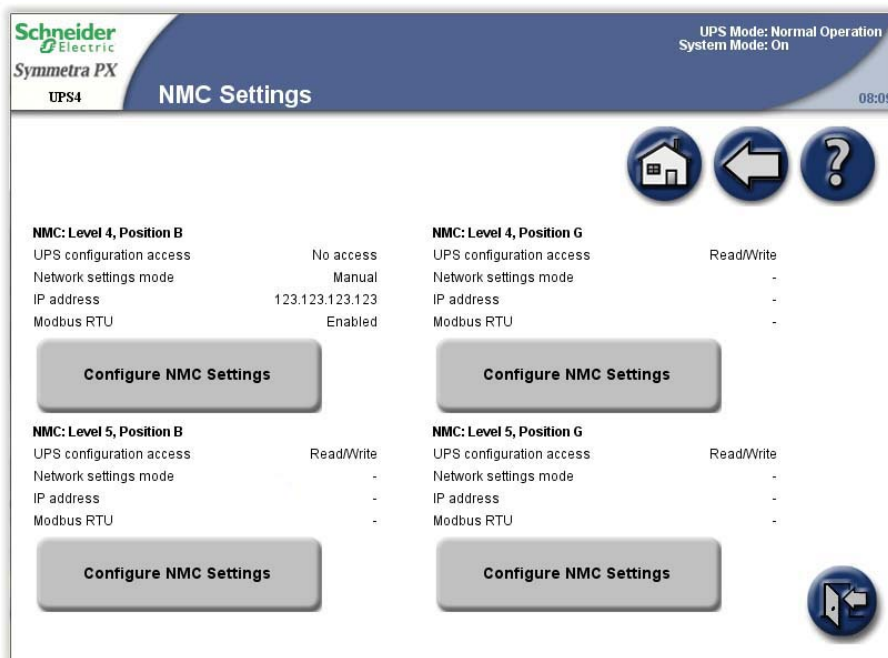 Schneider
Electric
Symmetra PX
UPS4
NMC Settings
UPS Mode: Normal Operation
System Mode: On
08:09
?
NMC: Level 4, Position B
UPS configuration access No access
Network settings mode Manual
IP address 123.123.123.123
Modbus RTU Enabled
Configure NMC Settings
NMC: Level 4, Position G
UPS configuration access Read/Write
Network settings mode -
IP address -
Modbus RTU -
Configure NMC Settings
NMC: Level 5, Position B
UPS configuration access Read/Write
Network settings mode -
IP address -
Modbus RTU -
Configure NMC Settings
NMC: Level 5, Position G
UPS configuration access Read/Write
Network settings mode -
IP address -
Modbus RTU -
Configure NMC Settings